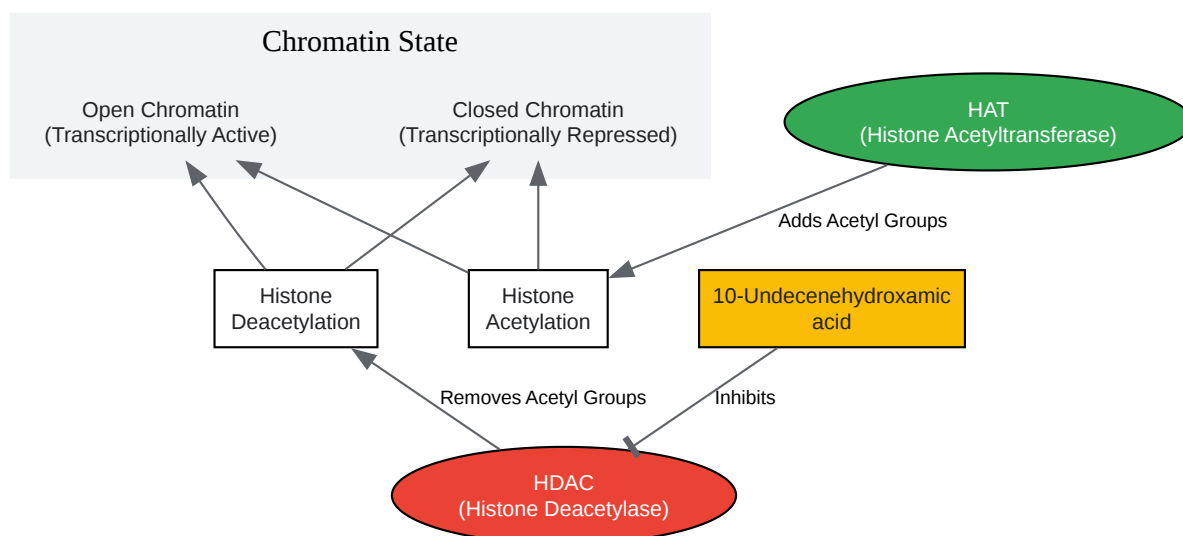 Chromatin State
Open Chromatin
(Transcriptionally Active)
Closed Chromatin
(Transcriptionally Repressed)
HAT
(Histone Acetyltransferase)
Adds Acetyl Groups
Histone
Deacetylation
Histone
Acetylation
10-Undecenehydroxamic
acid
Removes Acetyl Groups
Inhibits
HDAC
(Histone Deacetylase)